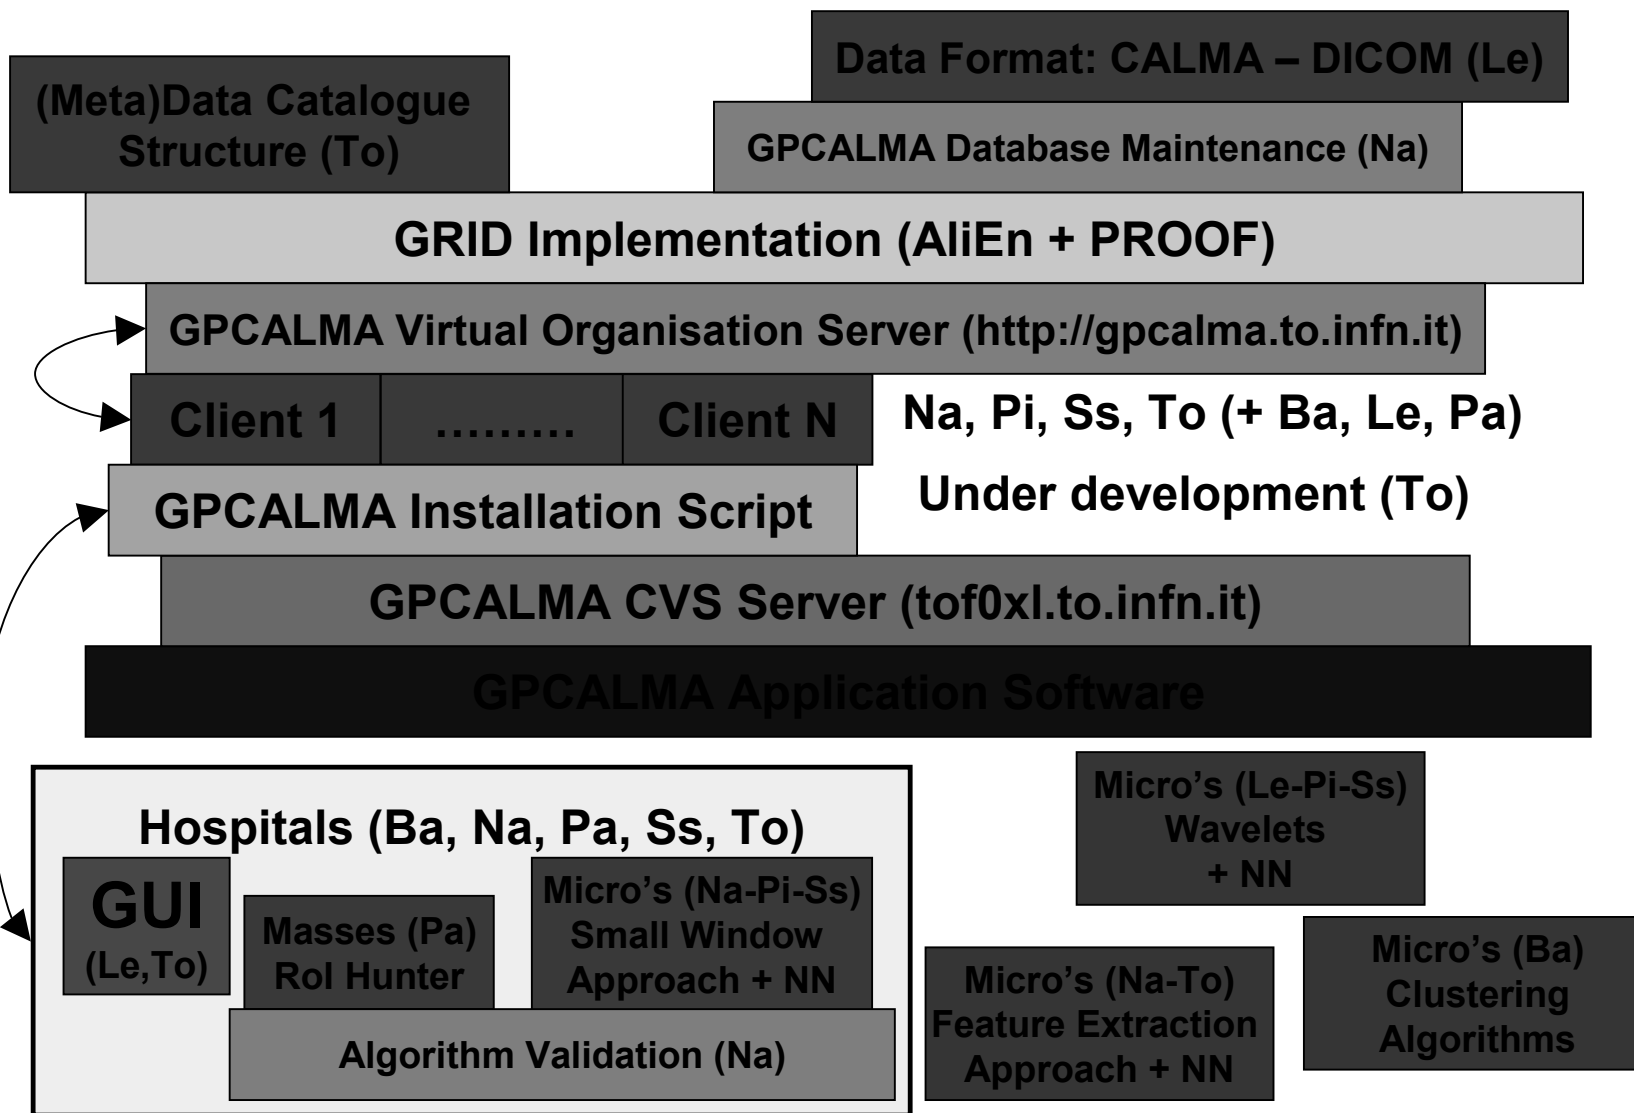 Data Format: CALMA – DICOM (Le)
(Meta)Data Catalogue
Structure (To)
GPCALMA Database Maintenance (Na)
GRID Implementation (AliEn + PROOF)
GPCALMA Virtual Organisation Server (http://gpcalma.to.infn.it)
Client 1
………
Client N
Na, Pi, Ss, To (+ Ba, Le, Pa)
GPCALMA Installation Script
Under development (To)
GPCALMA CVS Server (tof0xl.to.infn.it)
GPCALMA Application Software
Hospitals (Ba, Na, Pa, Ss, To)
GUI
(Le,To)
Masses (Pa)
RoI Hunter
Micro’s (Na-Pi-Ss)
Small Window
Approach + NN
Algorithm Validation (Na)
Micro’s (Le-Pi-Ss)
Wavelets
+ NN
Micro’s (Na-To)
Feature Extraction
Approach + NN
Micro’s (Ba)
Clustering
Algorithms